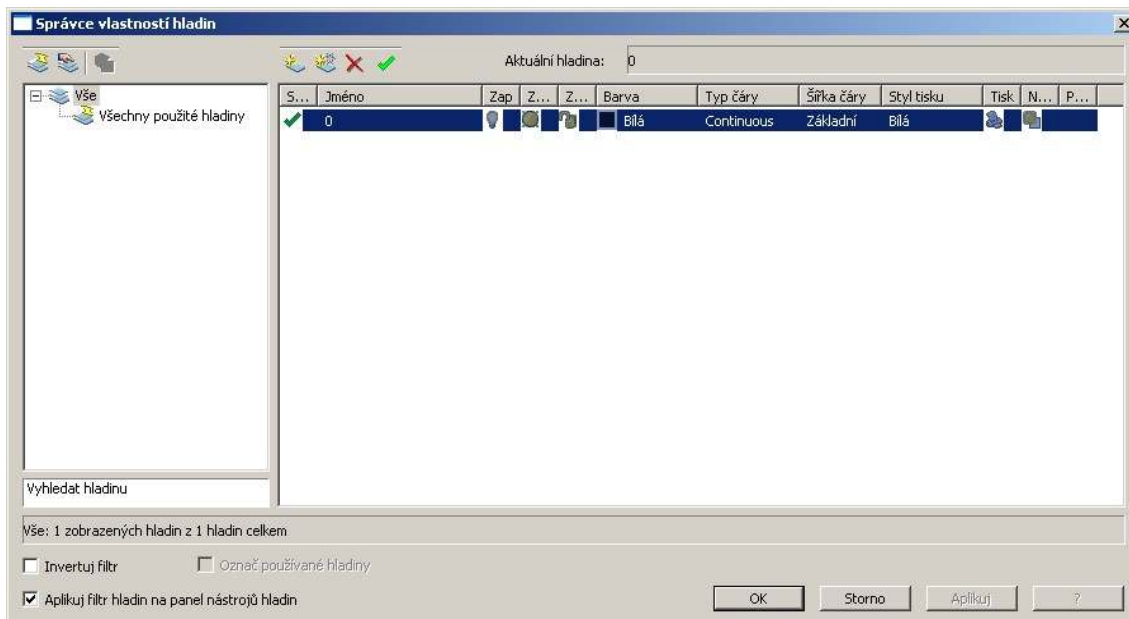 Správce vlastností hladin
Aktuální hladina: 0
Vše
Všechny použité hladiny
S... Jméno Zap Z... Z... Barva Typ čáry Šířka čáry Styl tisku Tisk N... P...
0 Bílá Continuous Základní Bílá
Vyhledat hladinu
Vše: 1 zobrazených hladin z 1 hladin celkem
Invertuj filtr Označ používané hladiny
Aplikuj filtr hladin na panel nástrojů hladin
OK Storno Aplikuj ?